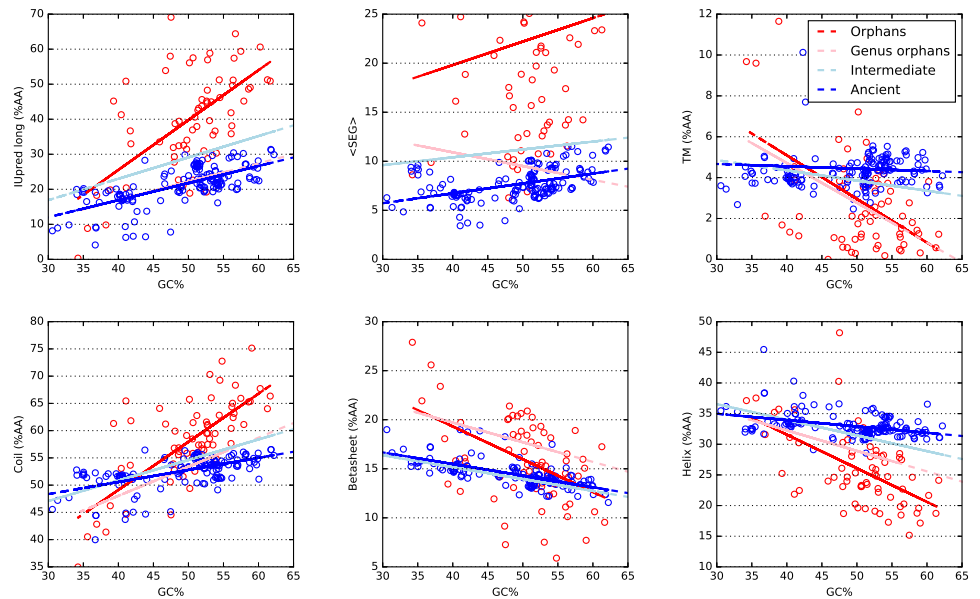 70
60
50
40
30
20
10
0
IUpred long (%AA)
30 35 40 45 50 55 60 65
GC%
25
20
15
10
5
0
<SEG>
30 35 40 45 50 55 60 65
GC%
12
10
8
6
4
2
0
TM (%AA)
30 35 40 45 50 55 60 65
GC%
Orphans
Genus orphans
Intermediate
Ancient
80
75
70
65
60
55
50
45
40
35
Coil (%AA)
30 35 40 45 50 55 60 65
GC%
30
25
20
15
10
5
Betasheet (%AA)
30 35 40 45 50 55 60 65
GC%
50
45
40
35
30
25
20
15
10
Helix (%AA)
30 35 40 45 50 55 60 65
GC%